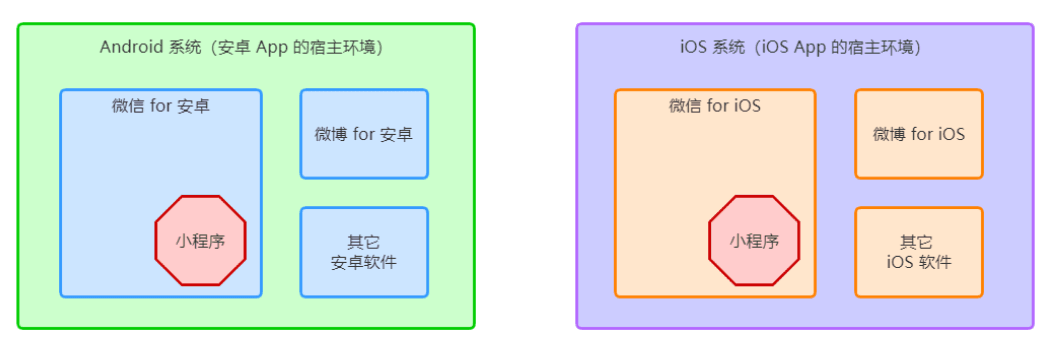 Android 系统（安卓 App 的宿主环境）
微信 for 安卓
微博 for 安卓
小程序
其它
安卓软件
iOS 系统（iOS App 的宿主环境）
微信 for iOS
微博 for iOS
小程序
其它
iOS 软件